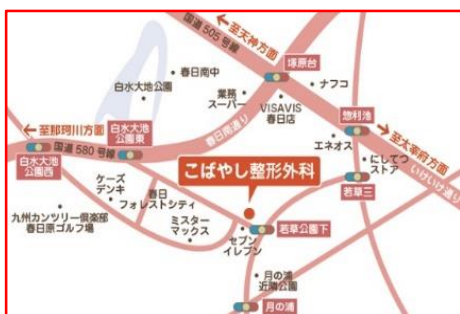 至天神方面
国道505号線
塚原台
春日南中
ナフコ
白水大池公園
業務
スーパー
VISAVIS
春日店
惣利池
至那珂川方面
国道580号線
白水大池
公園東
春日南通り
エネオス
至大宰府方面
にしてつ
ストア
いけいけ通り
白水大池
公園西
ケーズ
デンキ
春日
フォレストシティ
こばやし整形外科
若草三
九州カンツリー倶楽部
春日原ゴルフ場
ミスター
マックス
セブン
イレブン
若草公園下
月の浦
近隣公園
月の浦